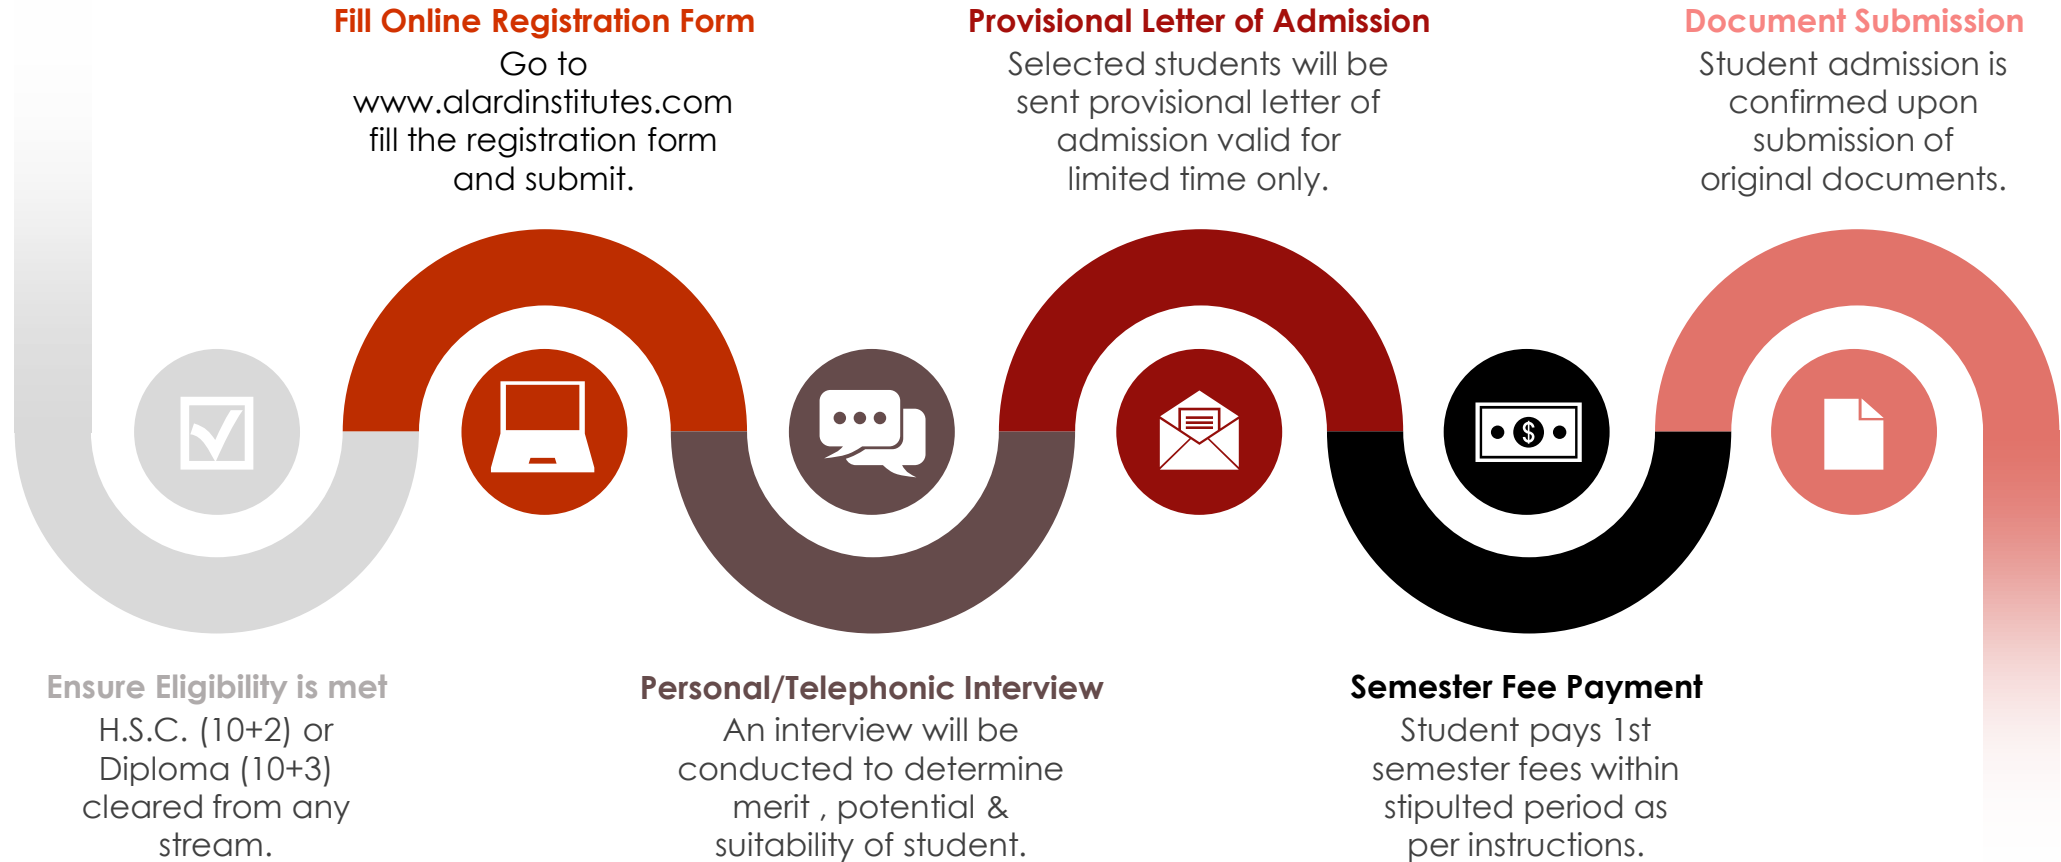 Fill Online Registration Form
Go to
www.alardinstitutes.com
fill the registration form
and submit.
Provisional Letter of Admission
Selected students will be
sent provisional letter of
admission valid for
limited time only.
Document Submission
Student admission is
confirmed upon
submission of
original documents.
$
Ensure Eligibility is met
H.S.C. (10+2) or
Diploma (10+3)
cleared from any
stream.
Personal/Telephonic Interview
An interview will be
conducted to determine
merit , potential &
suitability of student.
Semester Fee Payment
Student pays 1st
semester fees within
stipulted period as
per instructions.